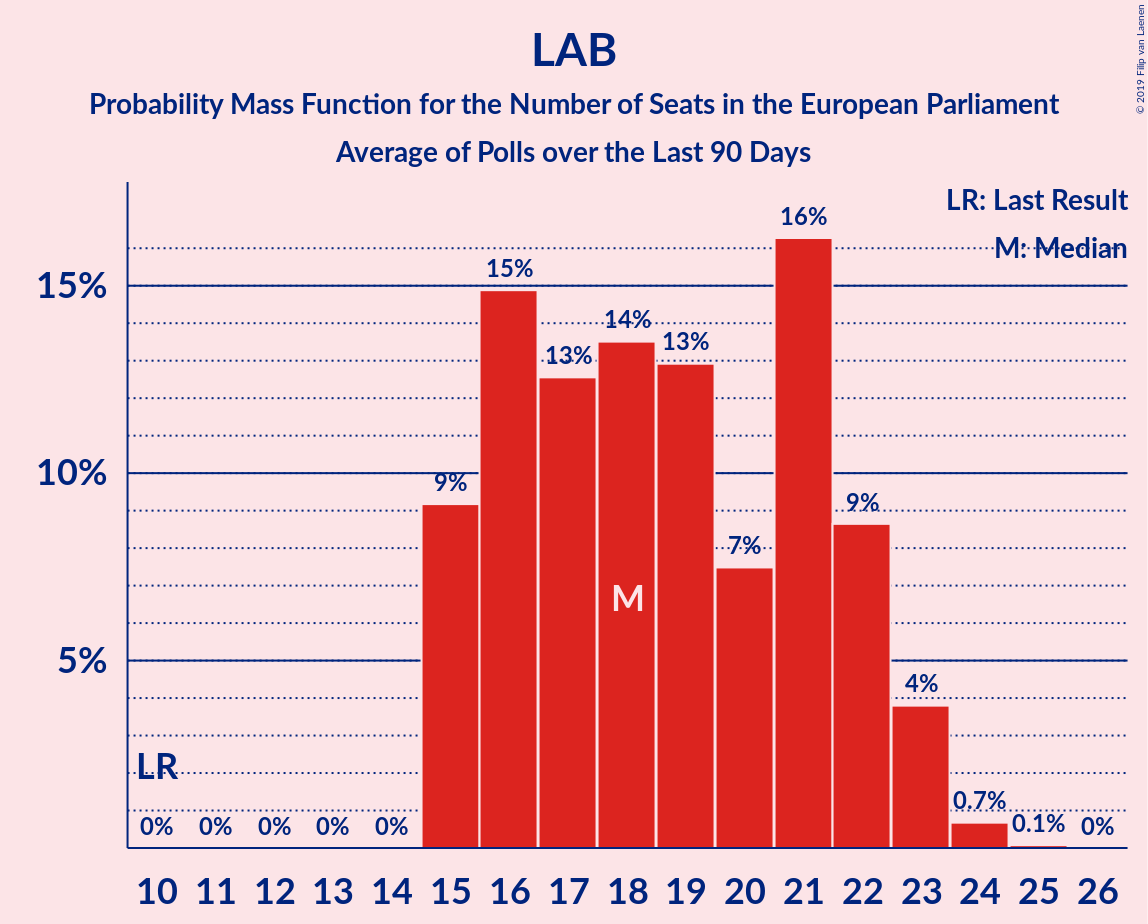 LAB
Probability Mass Function for the Number of Seats in the European Parliament
Average of Polls over the Last 90 Days
© 2019 Filip van Laenen
LR: Last Result
M: Median
16%
15%
15%
14%
13%
13%
10%
9%
9%
7%
M
5%
4%
LR
0.7%
0.1%
0%
0%
0%
0%
0%
0%
10 11 12 13 14 15 16 17 18 19 20 21 22 23 24 25 26